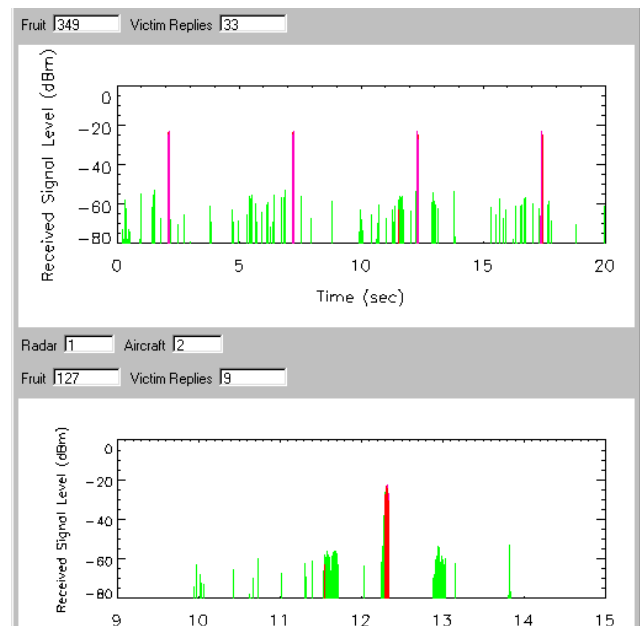 Fruit 349 Victim Replies 33
Received Signal Level (dBm)
0
-20
-40
-60
-80
0 5 10 15 20
Time (sec)
Radar 1 Aircraft 2
Fruit 127 Victim Replies 9
Received Signal Level (dBm)
0
-20
-40
-60
-80
9 10 11 12 13 14 15